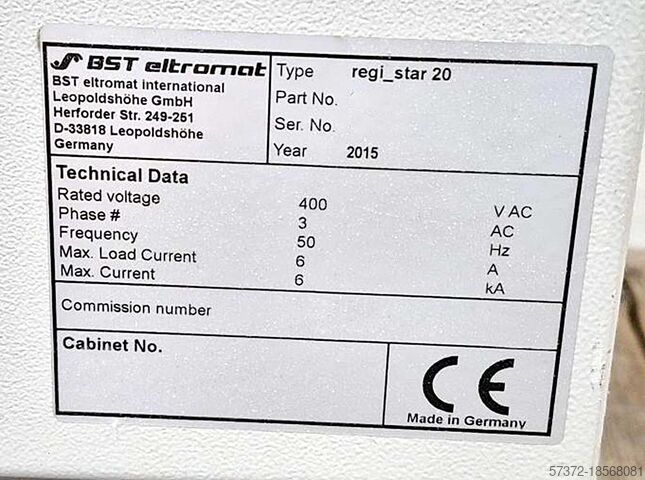 BST eltromat
BST eltromat international
Leopoldshöhe GmbH
Herforder Str. 249-251
D-33818 Leopoldshöhe
Germany
Type regi_star 20
Part No.
Ser. No.
Year 2015
Technical Data
Rated voltage 400 V AC
Phase # 3 AC
Frequency 50 Hz
Max. Load Current 6 A
Max. Current 6 kA
Commission number
Cabinet No.
CE
Made in Germany
57372-18568081